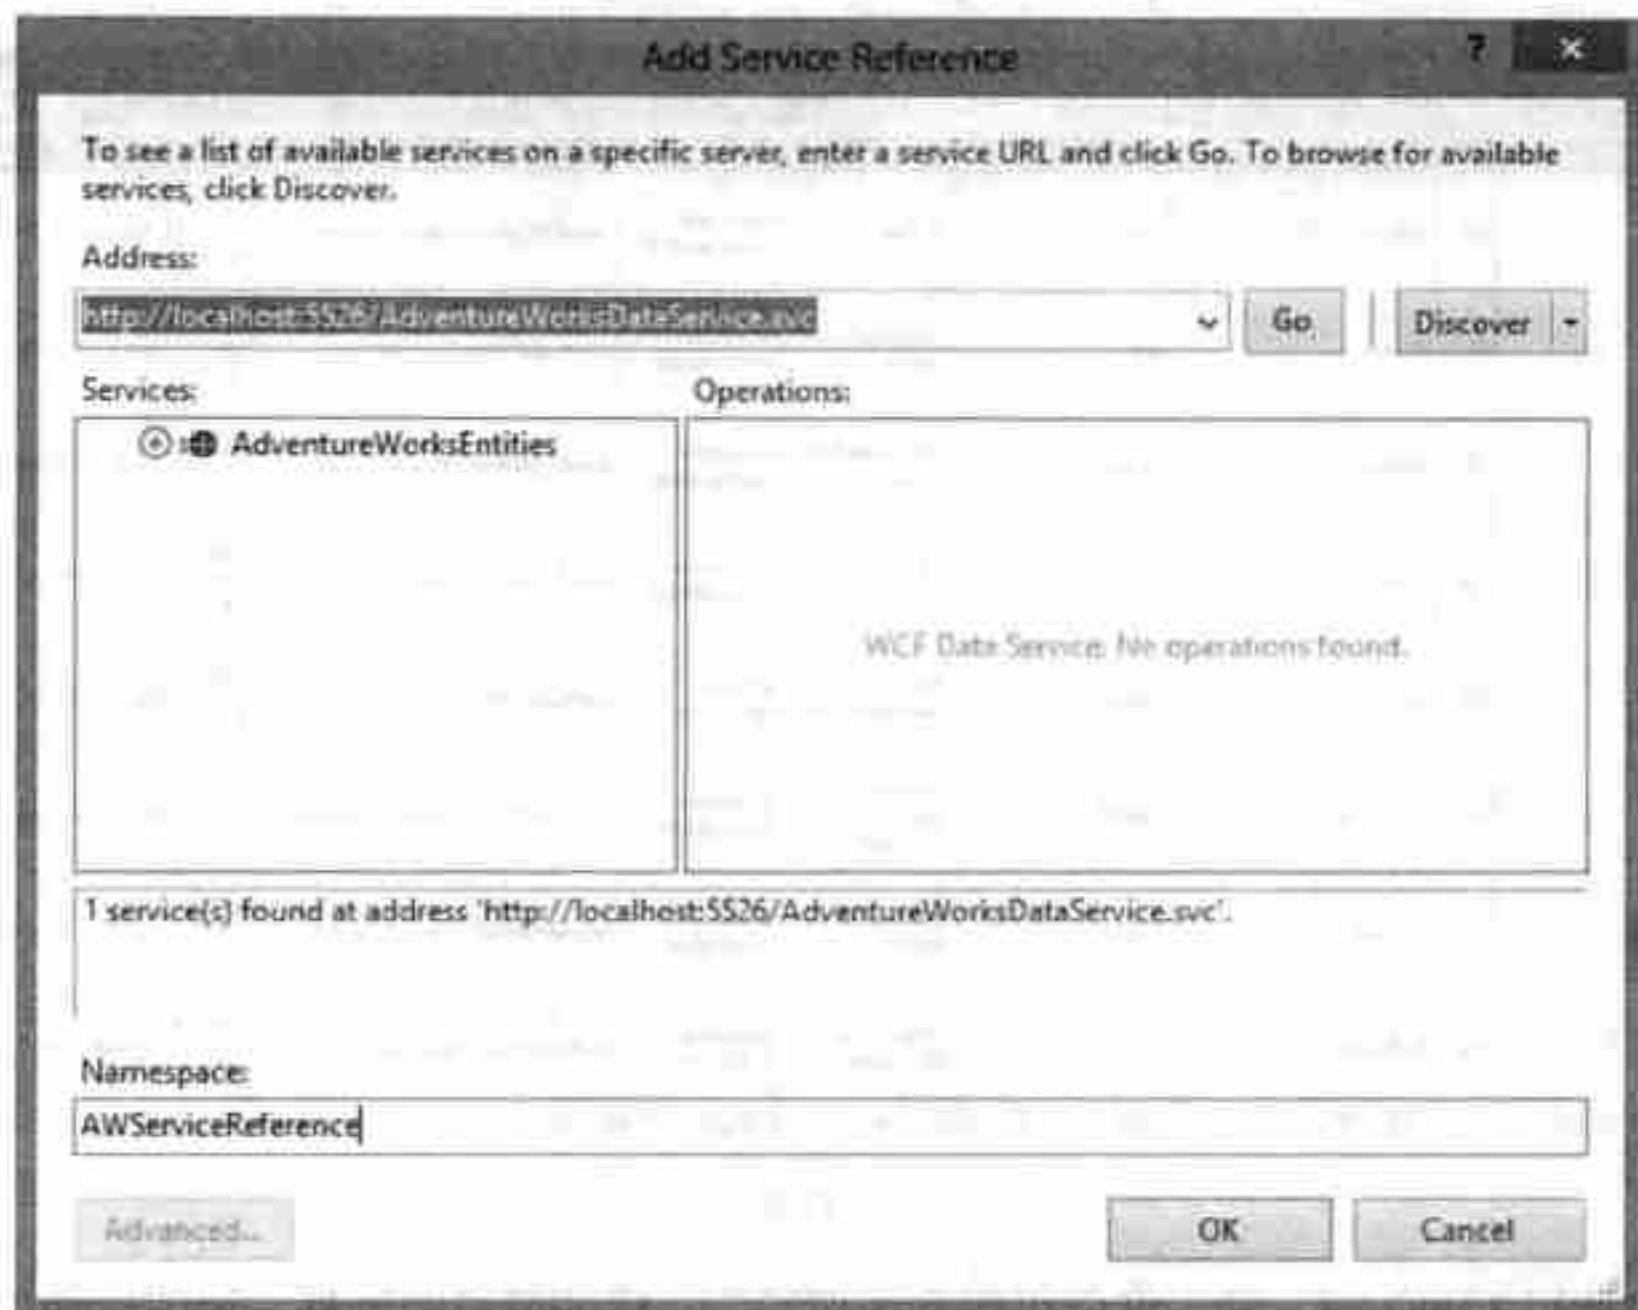 Add Service Reference
?
To see a list of available services on a specific server, enter a service URL and click Go. To browse for available
services, click Discover.
Address:
http://localhost:5526/AdventureWorksDataService.svc
Go
Discover
Services:
Operations:
AdventureWorksEntities
WCF Data Service: No operations found.
1 service(s) found at address 'http://localhost:5526/AdventureWorksDataService.svc'.
Namespace:
AWServiceReference
Advanced...
OK
Cancel